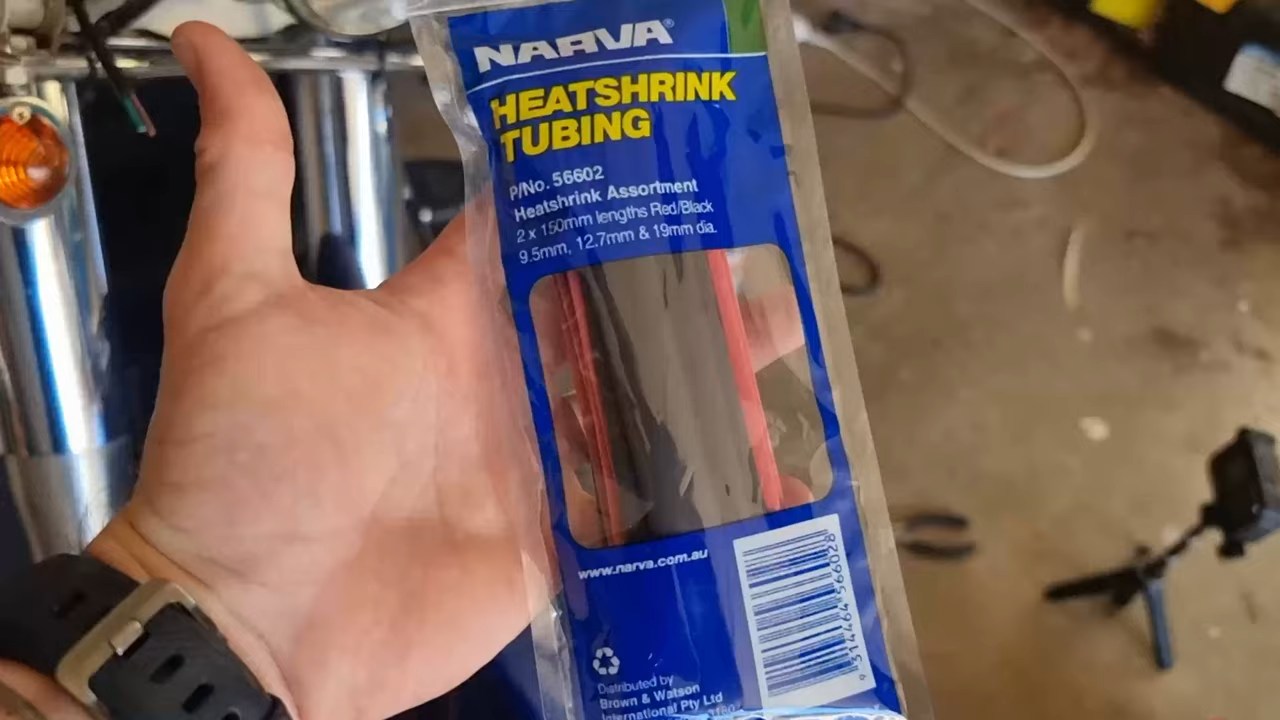 NARVA®
HEATSHRINK
TUBING
P/No. 56602
Heatshrink Assortment
2 x 150mm lengths Red/Black
9.5mm, 12.7mm & 19mm dia.
www.narva.com.au
9 314464 566028
Distributed by
Brown & Watson
International Pty Ltd